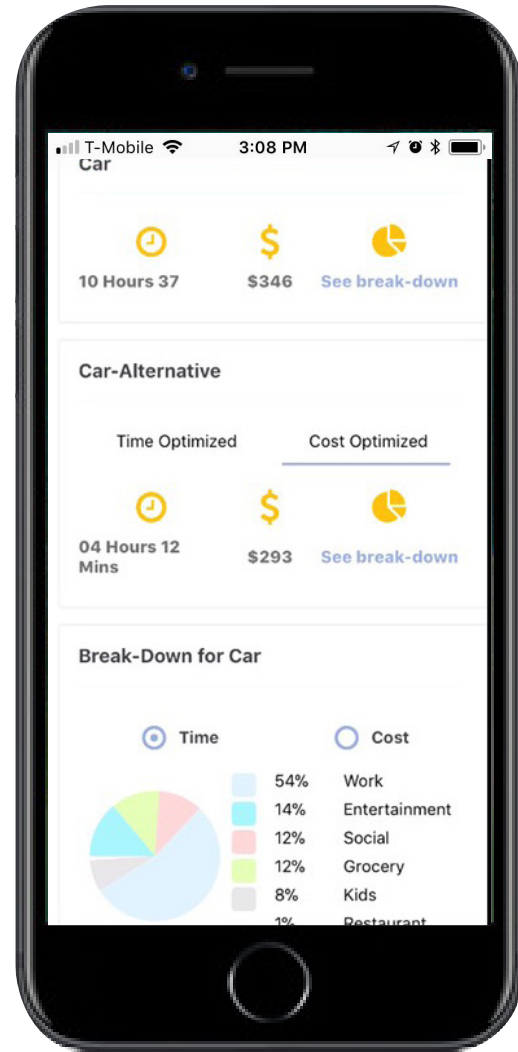 T-Mobile 3:08 PM
Car
10 Hours 37 $346 See break-down
Car-Alternative
Time Optimized Cost Optimized
04 Hours 12
Mins
$293 See break-down
Break-Down for Car
Time Cost
54% Work
14% Entertainment
12% Social
12% Grocery
8% Kids
1% Restaurant